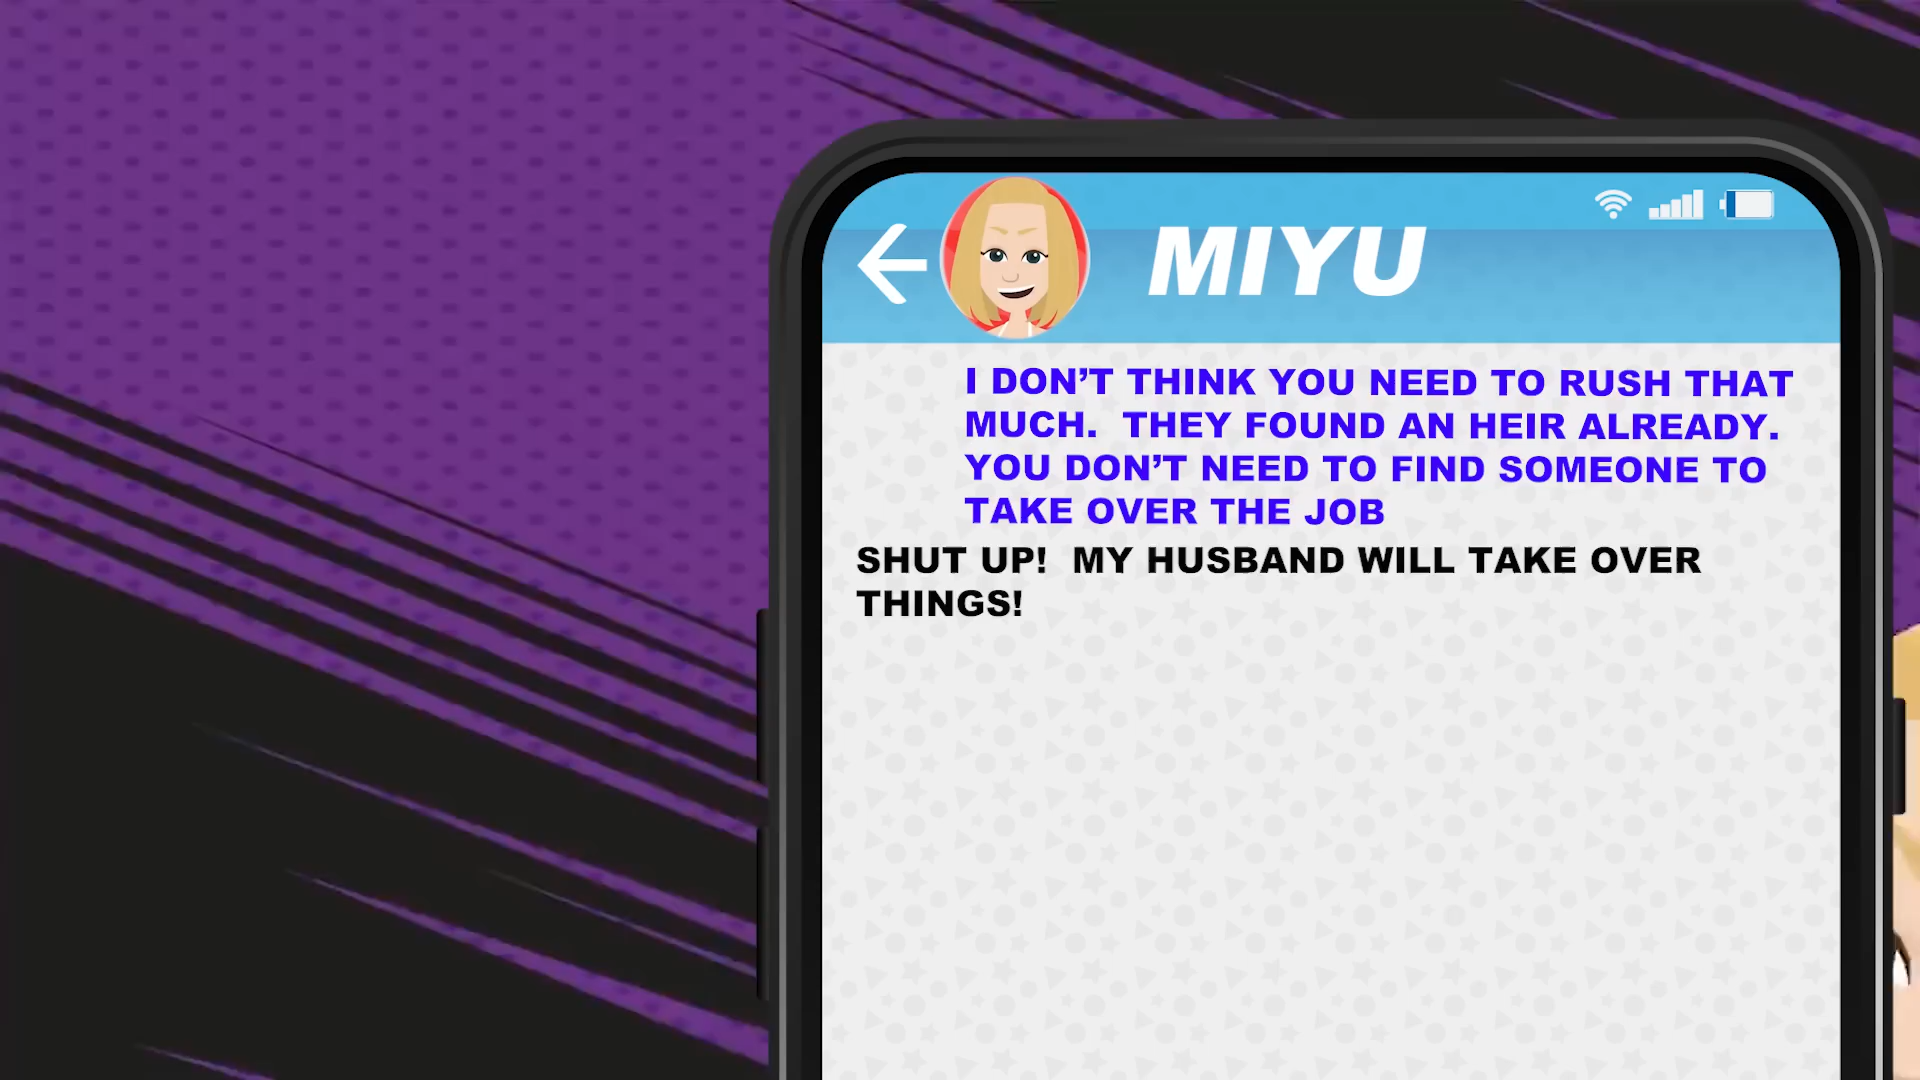 MIYU
I DON’T THINK YOU NEED TO RUSH THAT
MUCH.  THEY FOUND AN HEIR ALREADY.
YOU DON’T NEED TO FIND SOMEONE TO
TAKE OVER THE JOB
SHUT UP!  MY HUSBAND WILL TAKE OVER
THINGS!